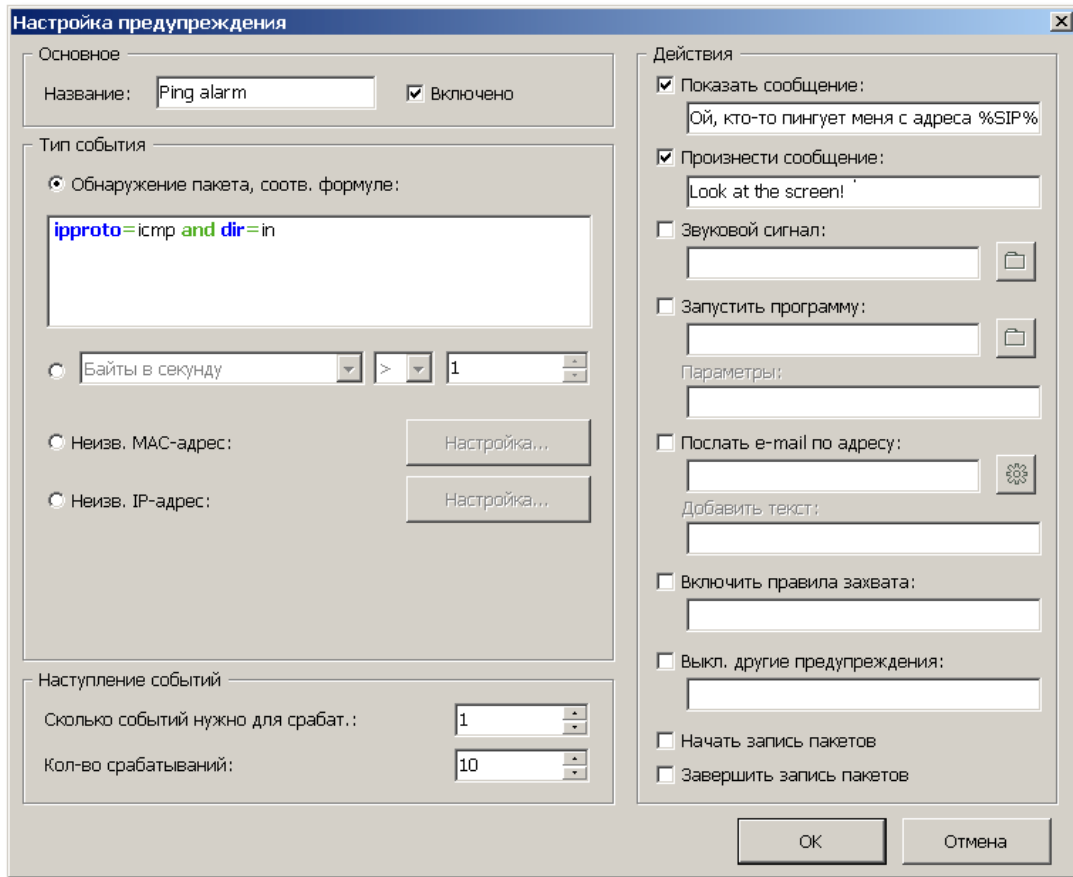 Настройка предупреждения
Основное
Название: Ping alarm Включено
Тип события
Обнаружение пакета, соотв. формуле:
ipproto=icmp and dir=in
Байты в секунду > 1
Неизв. MAC-адрес: Настройка...
Неизв. IP-адрес: Настройка...
Наступление событий
Сколько событий нужно для срабат.: 1
Кол-во срабатываний: 10
Действия
Показать сообщение:
Ой, кто-то пингует меня с адреса %SIP%
Произнести сообщение:
Look at the screen!
Звуковой сигнал:
Запустить программу:
Параметры:
Послать e-mail по адресу:
Добавить текст:
Включить правила захвата:
Выкл. другие предупреждения:
Начать запись пакетов
Завершить запись пакетов
OK Отмена